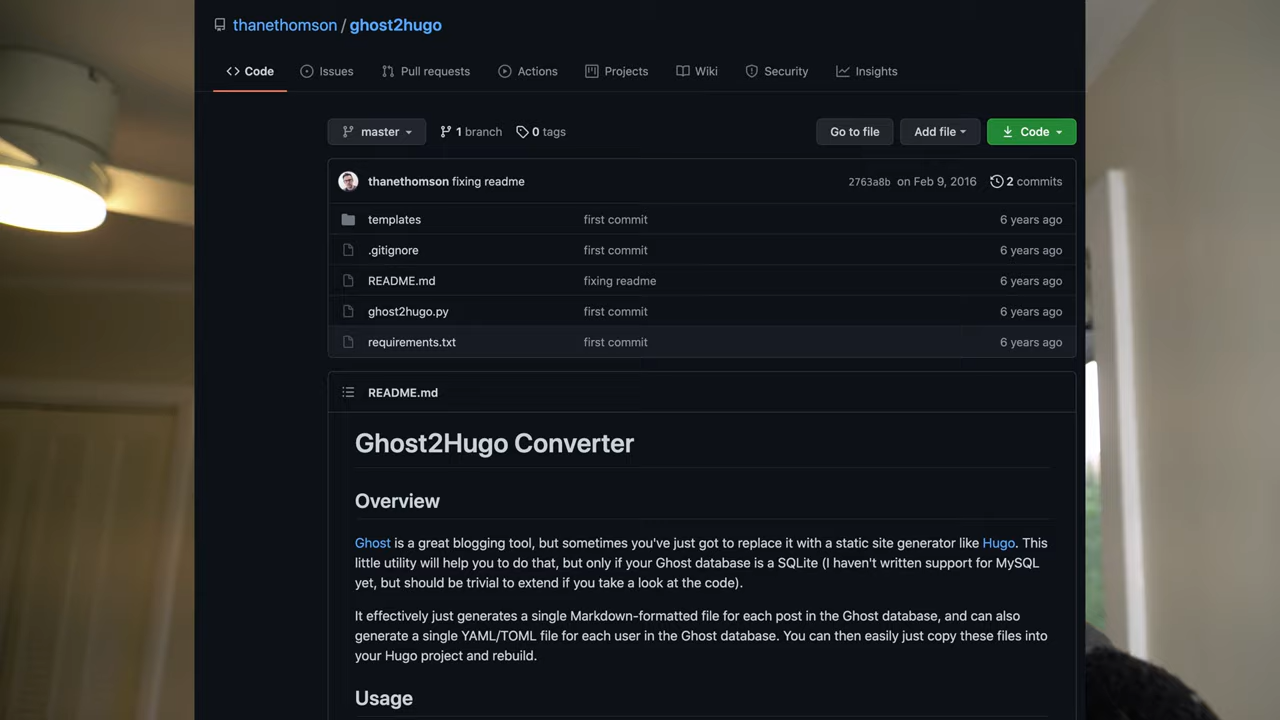 thanethomson / ghost2hugo
Code Issues Pull requests Actions Projects Wiki Security Insights
master 1 branch 0 tags Go to file Add file Code
thanethomson fixing readme 2763a8b on Feb 9, 2016 2 commits
templates first commit 6 years ago
.gitignore first commit 6 years ago
README.md fixing readme 6 years ago
ghost2hugo.py first commit 6 years ago
requirements.txt first commit 6 years ago
README.md
Ghost2Hugo Converter
Overview
Ghost is a great blogging tool, but sometimes you've just got to replace it with a static site generator like Hugo. This
little utility will help you to do that, but only if your Ghost database is a SQLite (I haven't written support for MySQL
yet, but should be trivial to extend if you take a look at the code).
It effectively just generates a single Markdown-formatted file for each post in the Ghost database, and can also
generate a single YAML/TOML file for each user in the Ghost database. You can then easily just copy these files into
your Hugo project and rebuild.
Usage